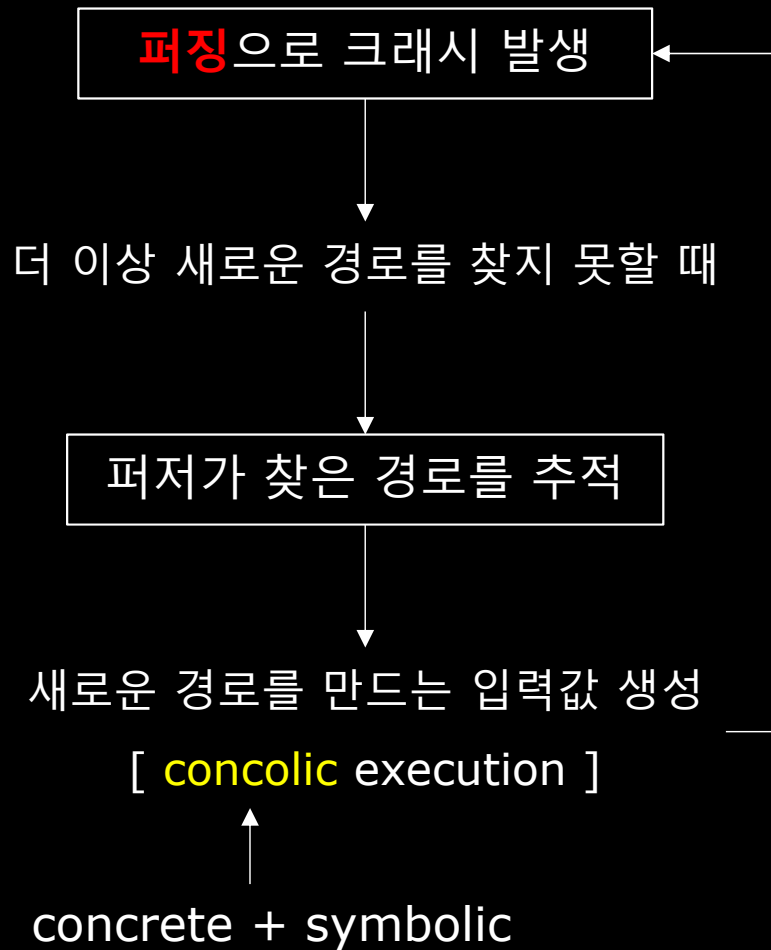 퍼징으로 크래시 발생
더 이상 새로운 경로를 찾지 못할 때
퍼저가 찾은 경로를 추적
새로운 경로를 만드는 입력값 생성
[ concolic execution ]
concrete + symbolic